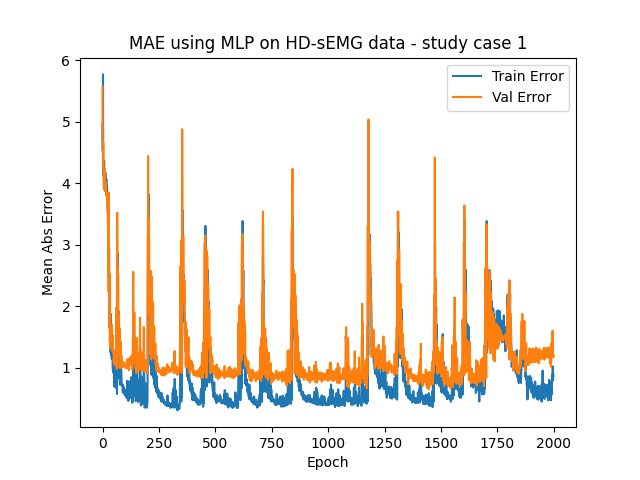 MAE using MLP on HD-sEMG data - study case 1
Train Error
Val Error
Mean Abs Error
6
5
4
3
2
1
0 250 500 750 1000 1250 1500 1750 2000
Epoch